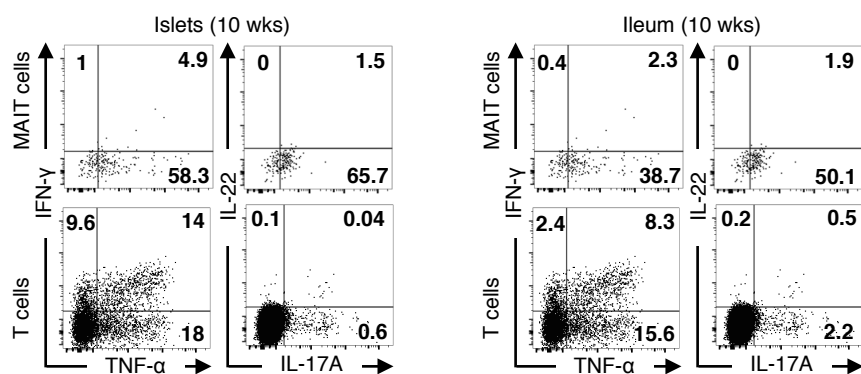 Islets (10 wks)
Ileum (10 wks)
MAIT cells
IFN-γ
1 4.9
58.3
IL-22
0 1.5
65.7
MAIT cells
IFN-γ
0.4 2.3
38.7
IL-22
0 1.9
50.1
T cells
9.6 14
18
0.1 0.04
0.6
T cells
2.4 8.3
15.6
0.2 0.5
2.2
TNF-α
IL-17A
TNF-α
IL-17A